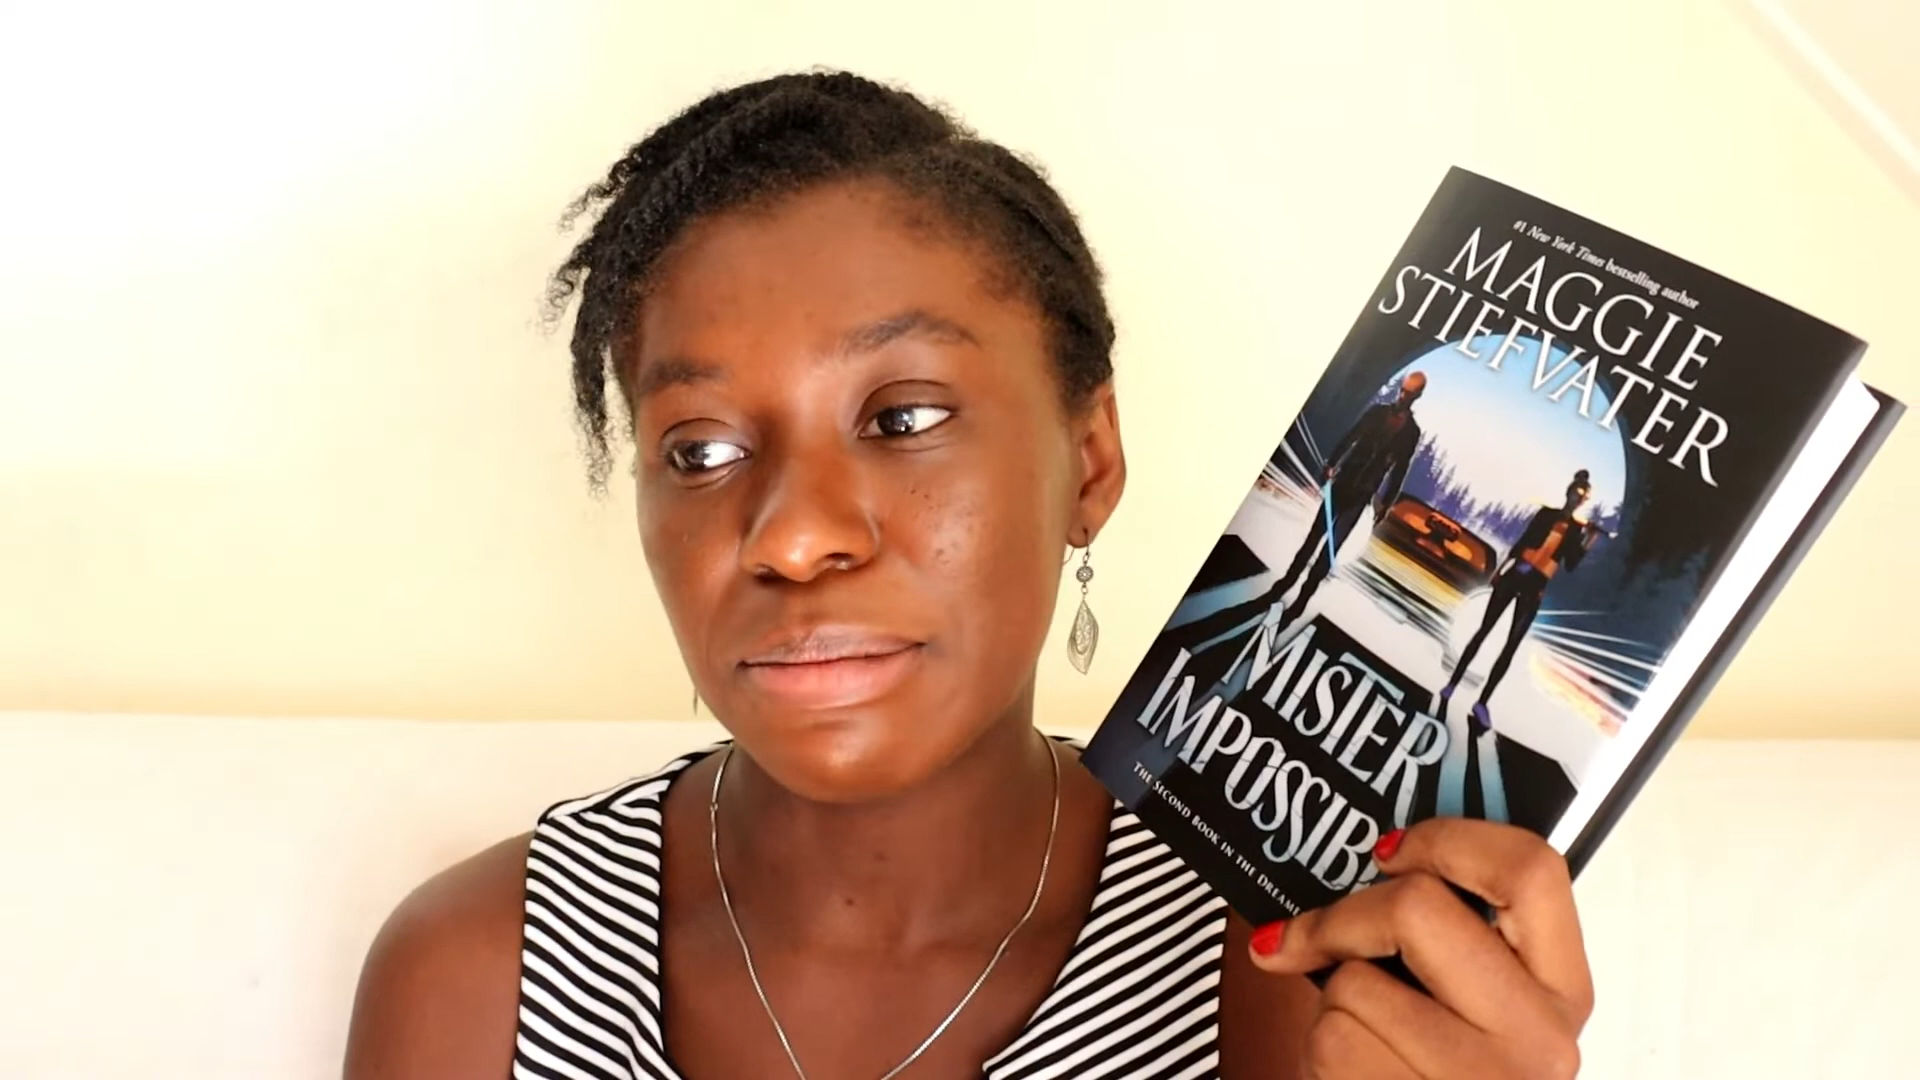 #1 New York Times bestselling author
MAGGIE
STIEFVATER
MISTER
IMPOSSIB
THE SECOND BOOK IN THE DREAME